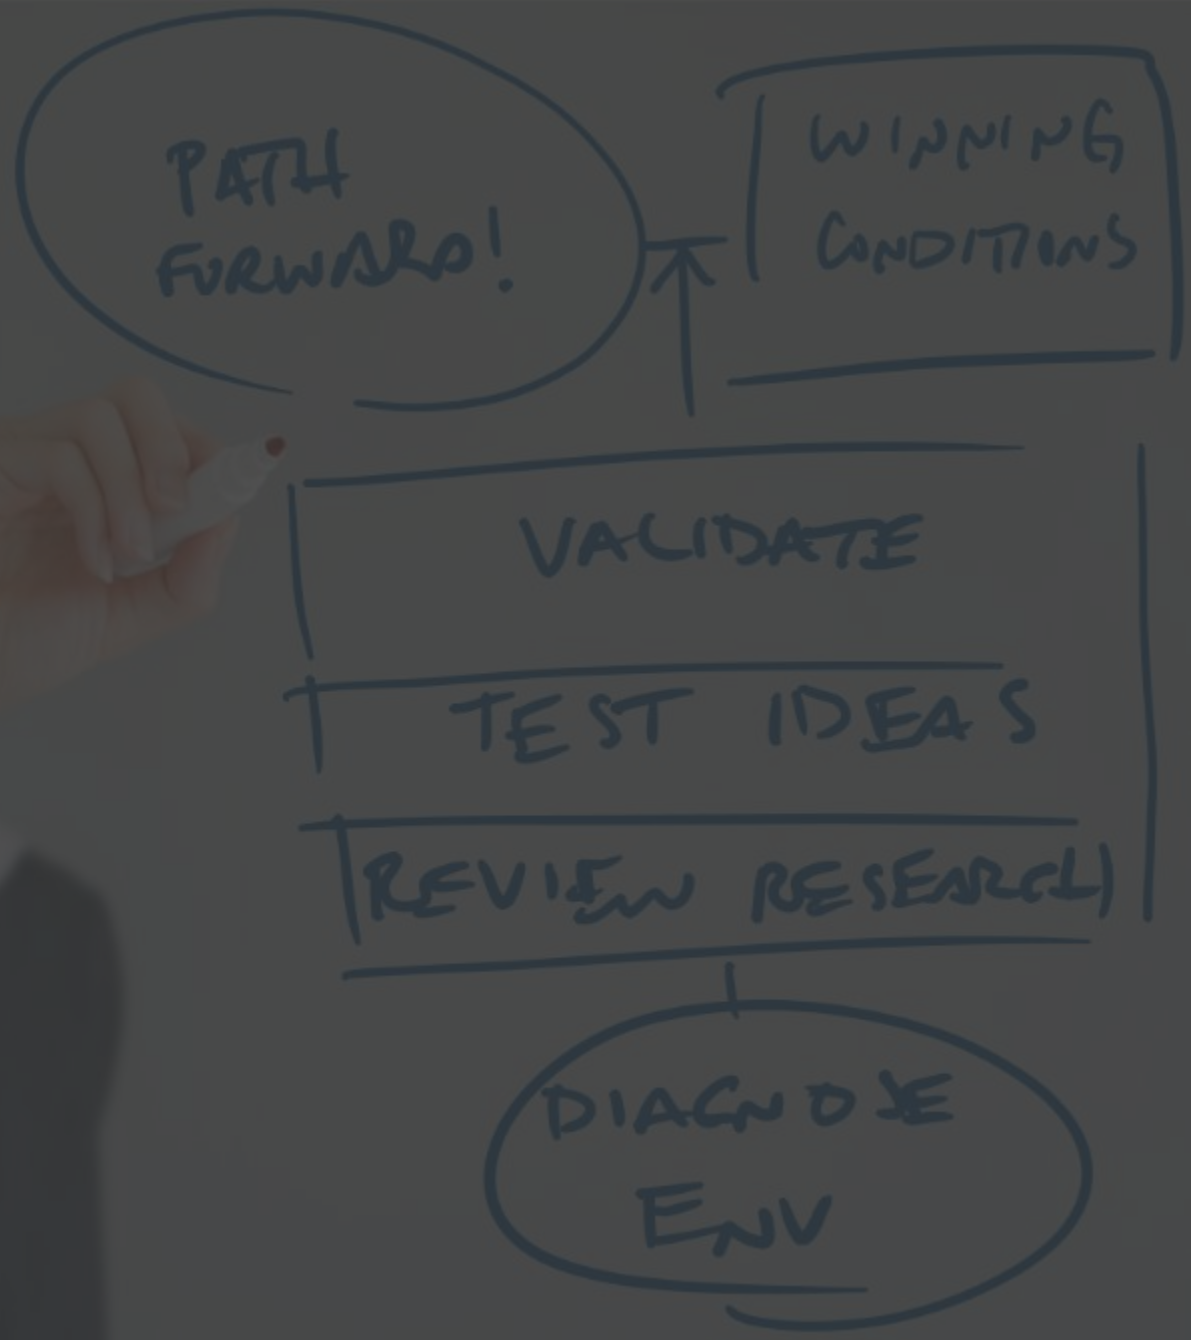 PATH
FORWARD!
WINNING
CONDITIONS
VALIDATE
TEST IDEAS
REVIEW RESEARCH
DIAGNOSE
ENV